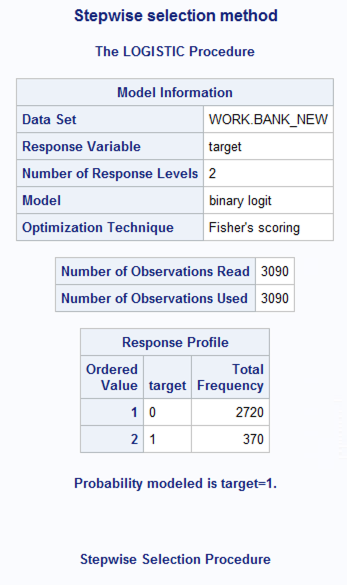 Stepwise selection method
The LOGISTIC Procedure
Model Information
Data Set WORK.BANK_NEW
Response Variable target
Number of Response Levels 2
Model binary logit
Optimization Technique Fisher's scoring
Number of Observations Read 3090
Number of Observations Used 3090
Response Profile
Ordered Total
Value target Frequency
1 0 2720
2 1 370
Probability modeled is target=1.
Stepwise Selection Procedure